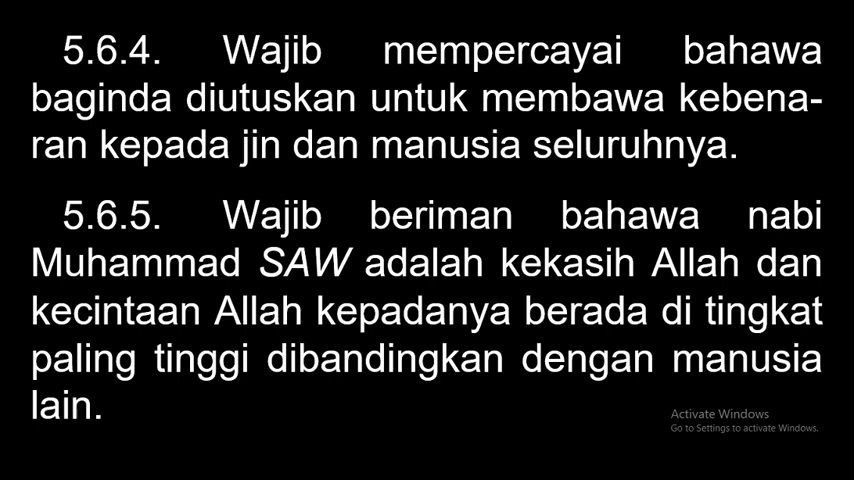 5.6.4. Wajib mempercayai bahawa
baginda diutuskan untuk membawa kebena-
ran kepada jin dan manusia seluruhnya.
5.6.5. Wajib beriman bahawa nabi
Muhammad SAW adalah kekasih Allah dan
kecintaan Allah kepadanya berada di tingkat
paling tinggi dibandingkan dengan manusia
lain.
Activate Windows
Go to Settings to activate Windows.